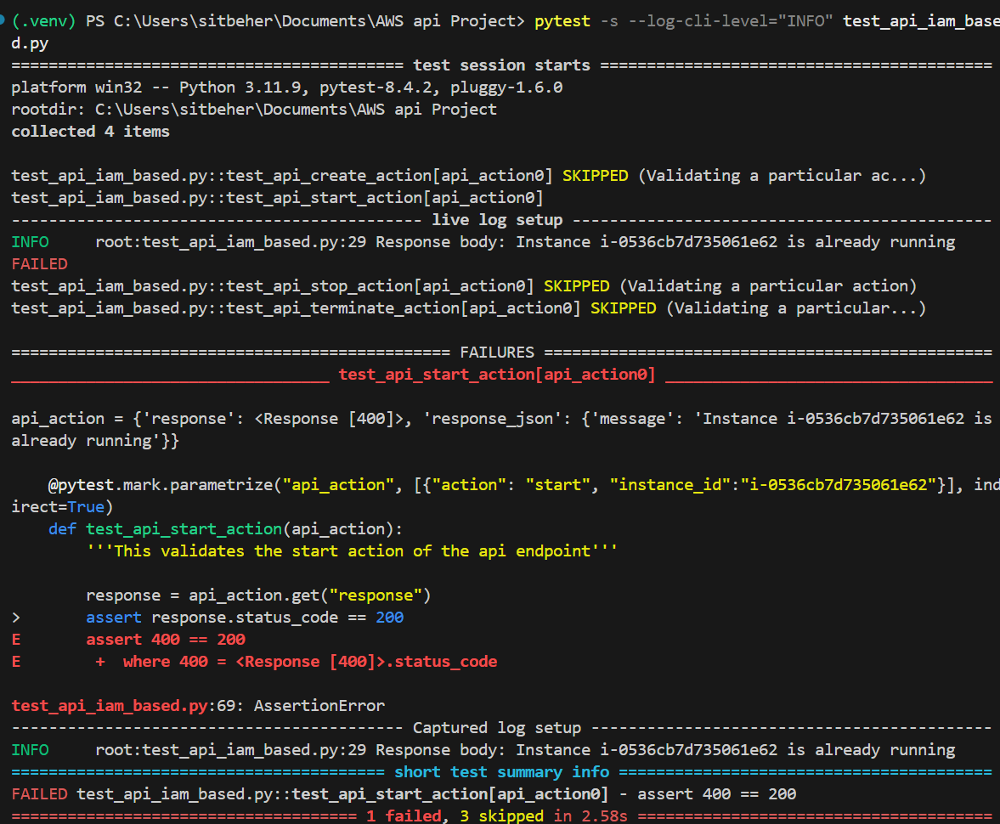 (.venv) PS C:\Users\sitbeher\Documents\AWS api Project> pytest -s --log-cli-level="INFO" test_api_iam_base
d.py
========================================== test session starts ==========================================
platform win32 -- Python 3.11.9, pytest-8.4.2, pluggy-1.6.0
rootdir: C:\Users\sitbeher\Documents\AWS api Project
collected 4 items
test_api_iam_based.py::test_api_create_action[api_action0] SKIPPED (Validating a particular ac...)
test_api_iam_based.py::test_api_start_action[api_action0]
-------------------------------------------- live log setup ---------------------------------------------
INFO     root:test_api_iam_based.py:29 Response body: Instance i-0536cb7d735061e62 is already running
FAILED
test_api_iam_based.py::test_api_stop_action[api_action0] SKIPPED (Validating a particular action)
test_api_iam_based.py::test_api_terminate_action[api_action0] SKIPPED (Validating a particular...)
=============================================== FAILURES ================================================
__________________________________ test_api_start_action[api_action0] ___________________________________
api_action = {'response': <Response [400]>, 'response_json': {'message': 'Instance i-0536cb7d735061e62 is
already running'}}
    @pytest.mark.parametrize("api_action", [{"action": "start", "instance_id":"i-0536cb7d735061e62"}], ind
irect=True)
    def test_api_start_action(api_action):
        '''This validates the start action of the api endpoint'''
        response = api_action.get("response")
>       assert response.status_code == 200
E       assert 400 == 200
E        +  where 400 = <Response [400]>.status_code
test_api_iam_based.py:69: AssertionError
------------------------------------------ Captured log setup -------------------------------------------
INFO     root:test_api_iam_based.py:29 Response body: Instance i-0536cb7d735061e62 is already running
======================================== short test summary info ========================================
FAILED test_api_iam_based.py::test_api_start_action[api_action0] - assert 400 == 200
===================================== 1 failed, 3 skipped in 2.58s ======================================